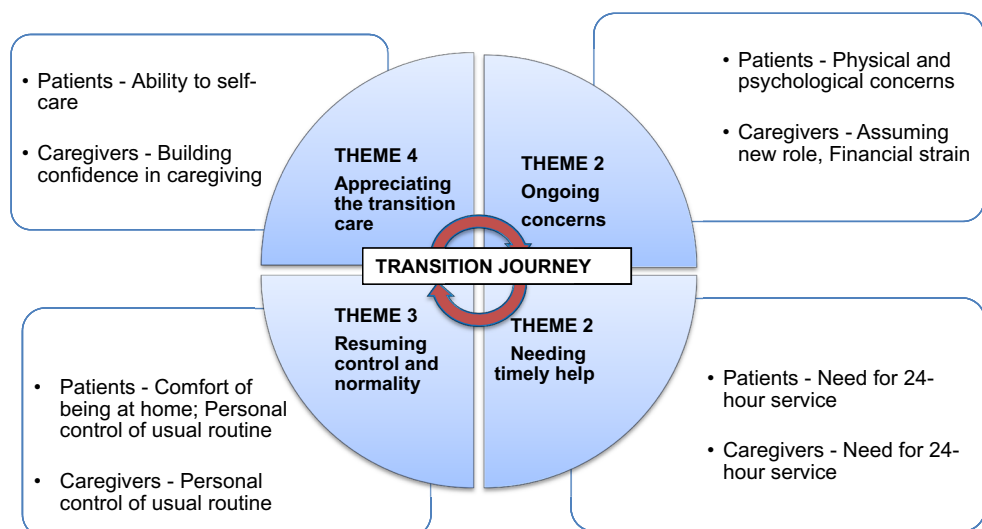 • Patients - Ability to self-
care
• Caregivers - Building
confidence in caregiving
THEME 4
Appreciating
the transition
care
THEME 2
Ongoing
concerns
• Patients - Physical and
psychological concerns
• Caregivers - Assuming
new role, Financial strain
TRANSITION JOURNEY
• Patients - Comfort of
being at home; Personal
control of usual routine
• Caregivers - Personal
control of usual routine
THEME 3
Resuming
control and
normality
THEME 2
Needing
timely help
• Patients - Need for 24-
hour service
• Caregivers - Need for 24-
hour service